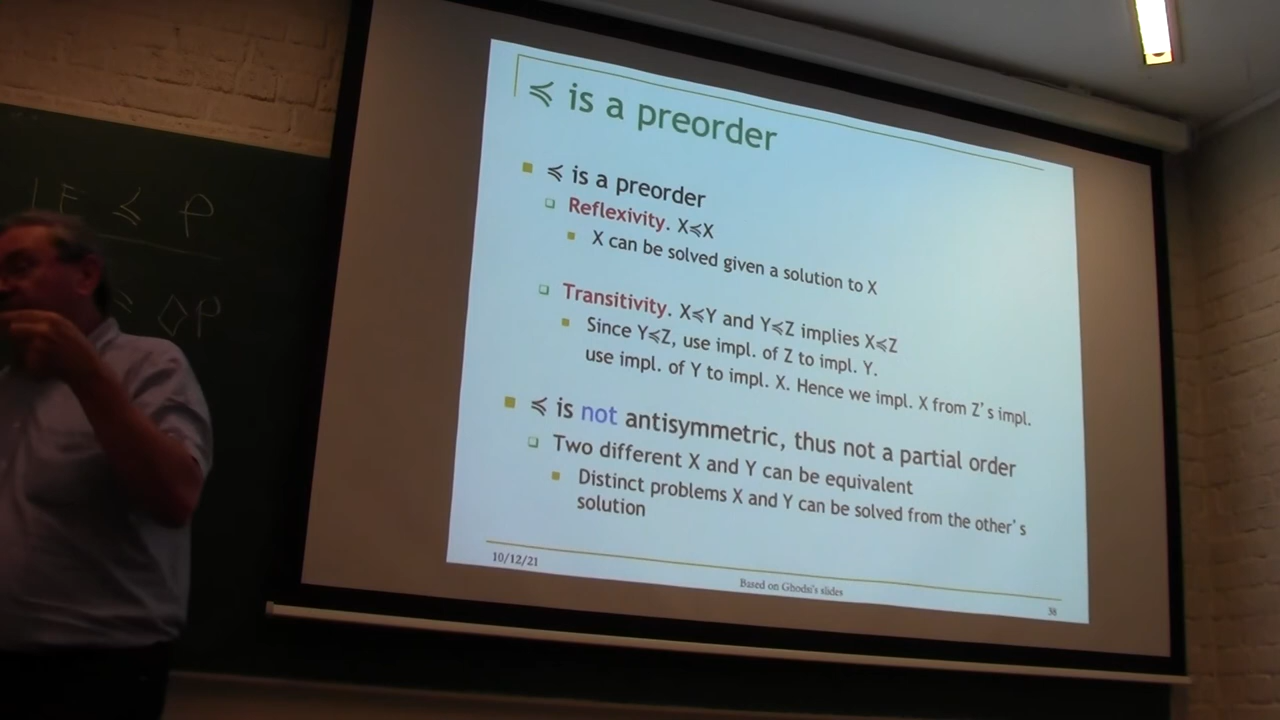 ≼ P
≼ ◇P
≼ is a preorder
≼ is a preorder
Reflexivity. X≼X
X can be solved given a solution to X
Transitivity. X≼Y and Y≼Z implies X≼Z
Since Y≼Z, use impl. of Z to impl. Y.
use impl. of Y to impl. X. Hence we impl. X from Z's impl.
≼ is not antisymmetric, thus not a partial order
Two different X and Y can be equivalent
Distinct problems X and Y can be solved from the other's
solution
10/12/21
Based on Ghodsi's slides
38